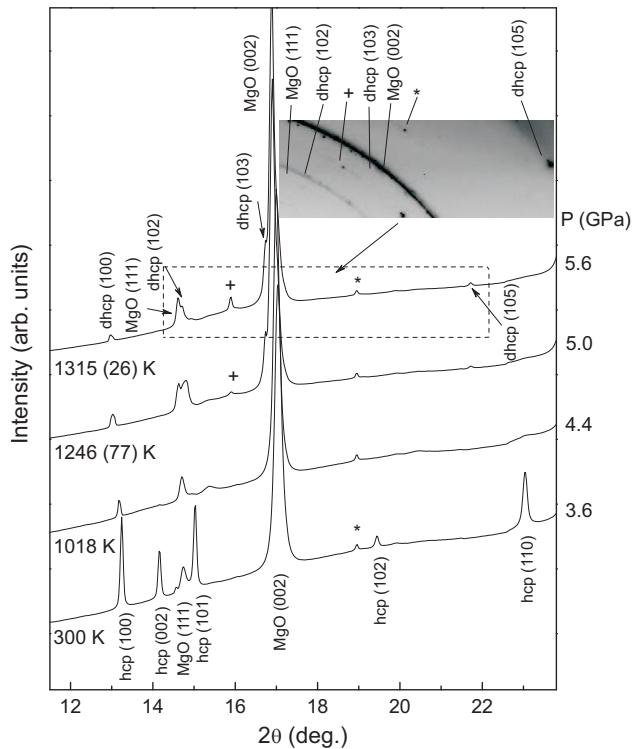 MgO (111)
dhcp (102)
+
dhcp (103)
MgO (002)
*
dhcp (105)
MgO (002)
dhcp (103)
P (GPa)
dhcp (100)
MgO (111)
dhcp (102)
+
*
5.6
dhcp (105)
1315 (26) K
5.0
+
1246 (77) K
4.4
1018 K
3.6
*
300 K
hcp (100)
hcp (002)
MgO (111)
hcp (101)
MgO (002)
hcp (102)
hcp (110)
Intensity (arb. units)
12 14 16 18 20 22
2θ (deg.)